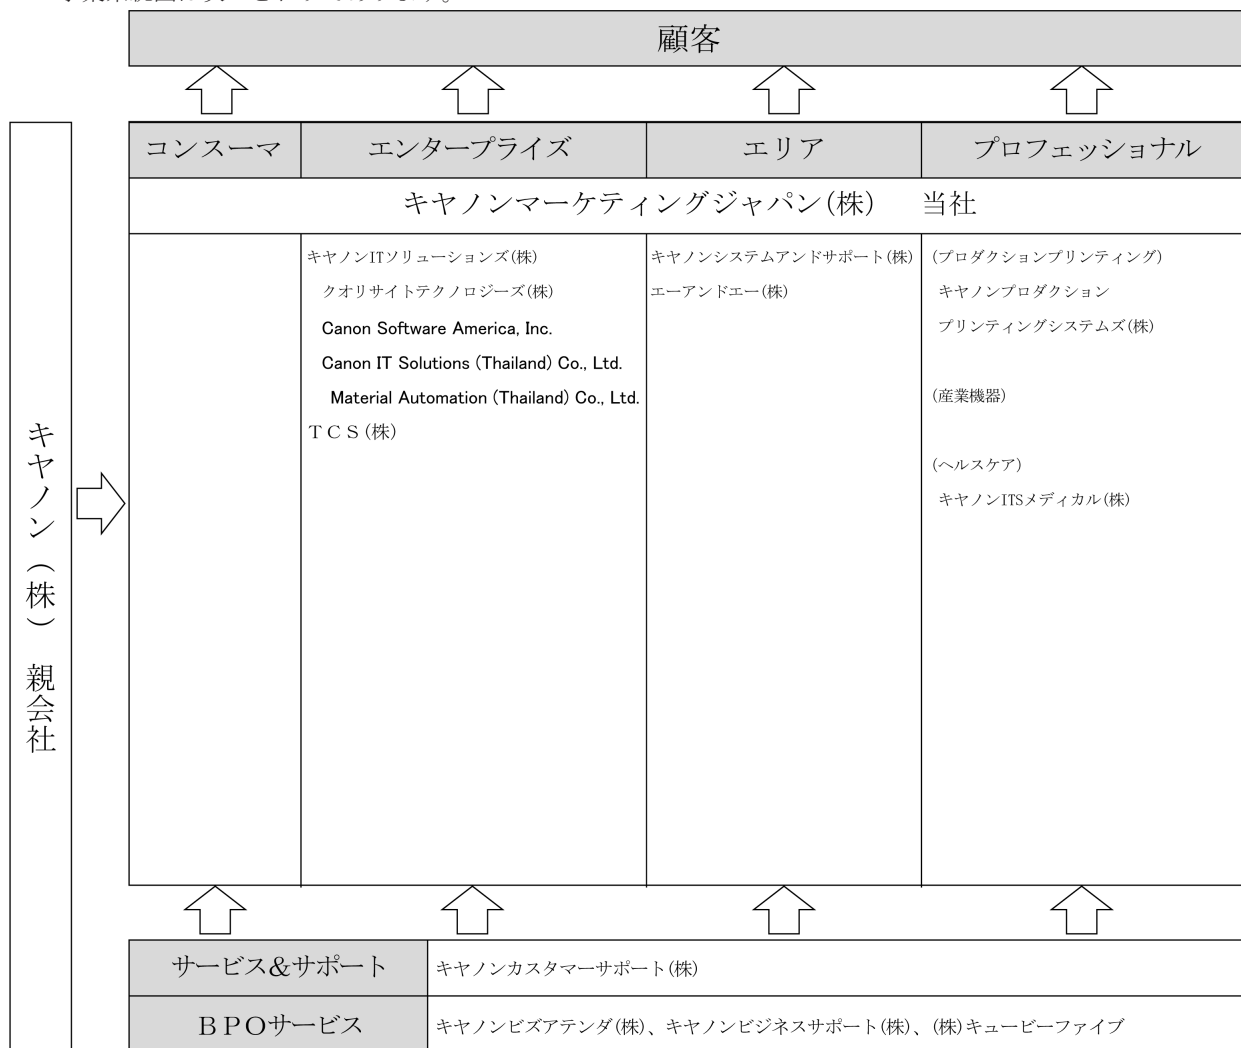 顧客
コンスーマ
エンタープライズ
エリア
プロフェッショナル
キヤノンマーケティングジャパン(株)　当社
キヤノンITソリューションズ(株)
クオリサイトテクノロジーズ(株)
Canon Software America, Inc.
Canon IT Solutions (Thailand) Co., Ltd.
Material Automation (Thailand) Co., Ltd.
ＴＣＳ(株)
キヤノンシステムアンドサポート(株)
エーアンドエー(株)
(プロダクションプリンティング)
キヤノンプロダクション
プリンティングシステムズ(株)
(産業機器)
(ヘルスケア)
キヤノンITSメディカル(株)
キヤノン(株)　親会社
サービス&サポート
キヤノンカスタマーサポート(株)
ＢＰＯサービス
キヤノンビズアテンダ(株)、キヤノンビジネスサポート(株)、(株)キュービーファイブ